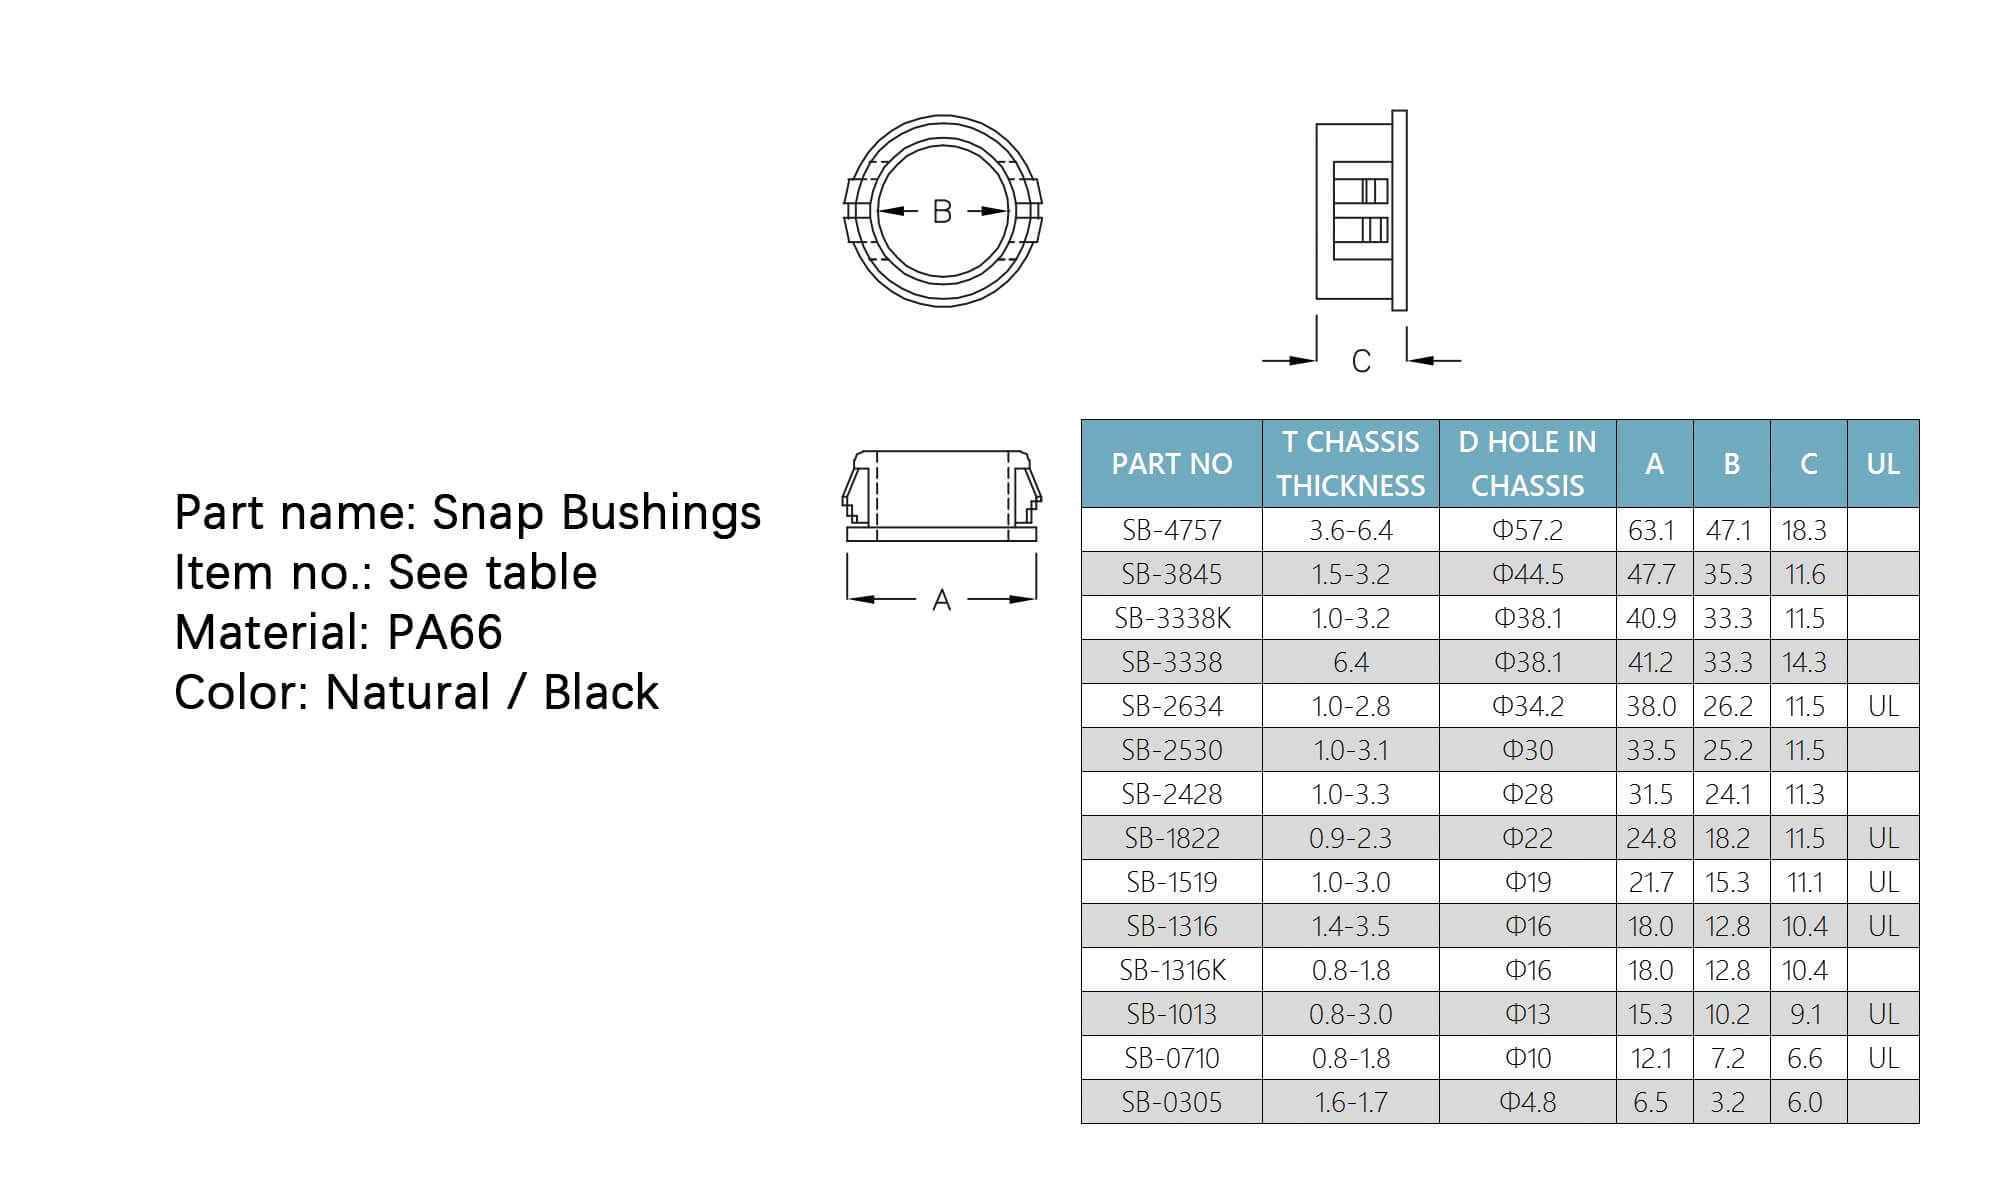 B
C
A
Part name: Snap Bushings
Item no.: See table
Material: PA66
Color: Natural / Black
PART NO T CHASSIS THICKNESS D HOLE IN CHASSIS A B C UL
SB-4757 3.6-6.4 Φ57.2 63.1 47.1 18.3
SB-3845 1.5-3.2 Φ44.5 47.7 35.3 11.6
SB-3338K 1.0-3.2 Φ38.1 40.9 33.3 11.5
SB-3338 6.4 Φ38.1 41.2 33.3 14.3
SB-2634 1.0-2.8 Φ34.2 38.0 26.2 11.5 UL
SB-2530 1.0-3.1 Φ30 33.5 25.2 11.5
SB-2428 1.0-3.3 Φ28 31.5 24.1 11.3
SB-1822 0.9-2.3 Φ22 24.8 18.2 11.5 UL
SB-1519 1.0-3.0 Φ19 21.7 15.3 11.1 UL
SB-1316 1.4-3.5 Φ16 18.0 12.8 10.4 UL
SB-1316K 0.8-1.8 Φ16 18.0 12.8 10.4
SB-1013 0.8-3.0 Φ13 15.3 10.2 9.1 UL
SB-0710 0.8-1.8 Φ10 12.1 7.2 6.6 UL
SB-0305 1.6-1.7 Φ4.8 6.5 3.2 6.0